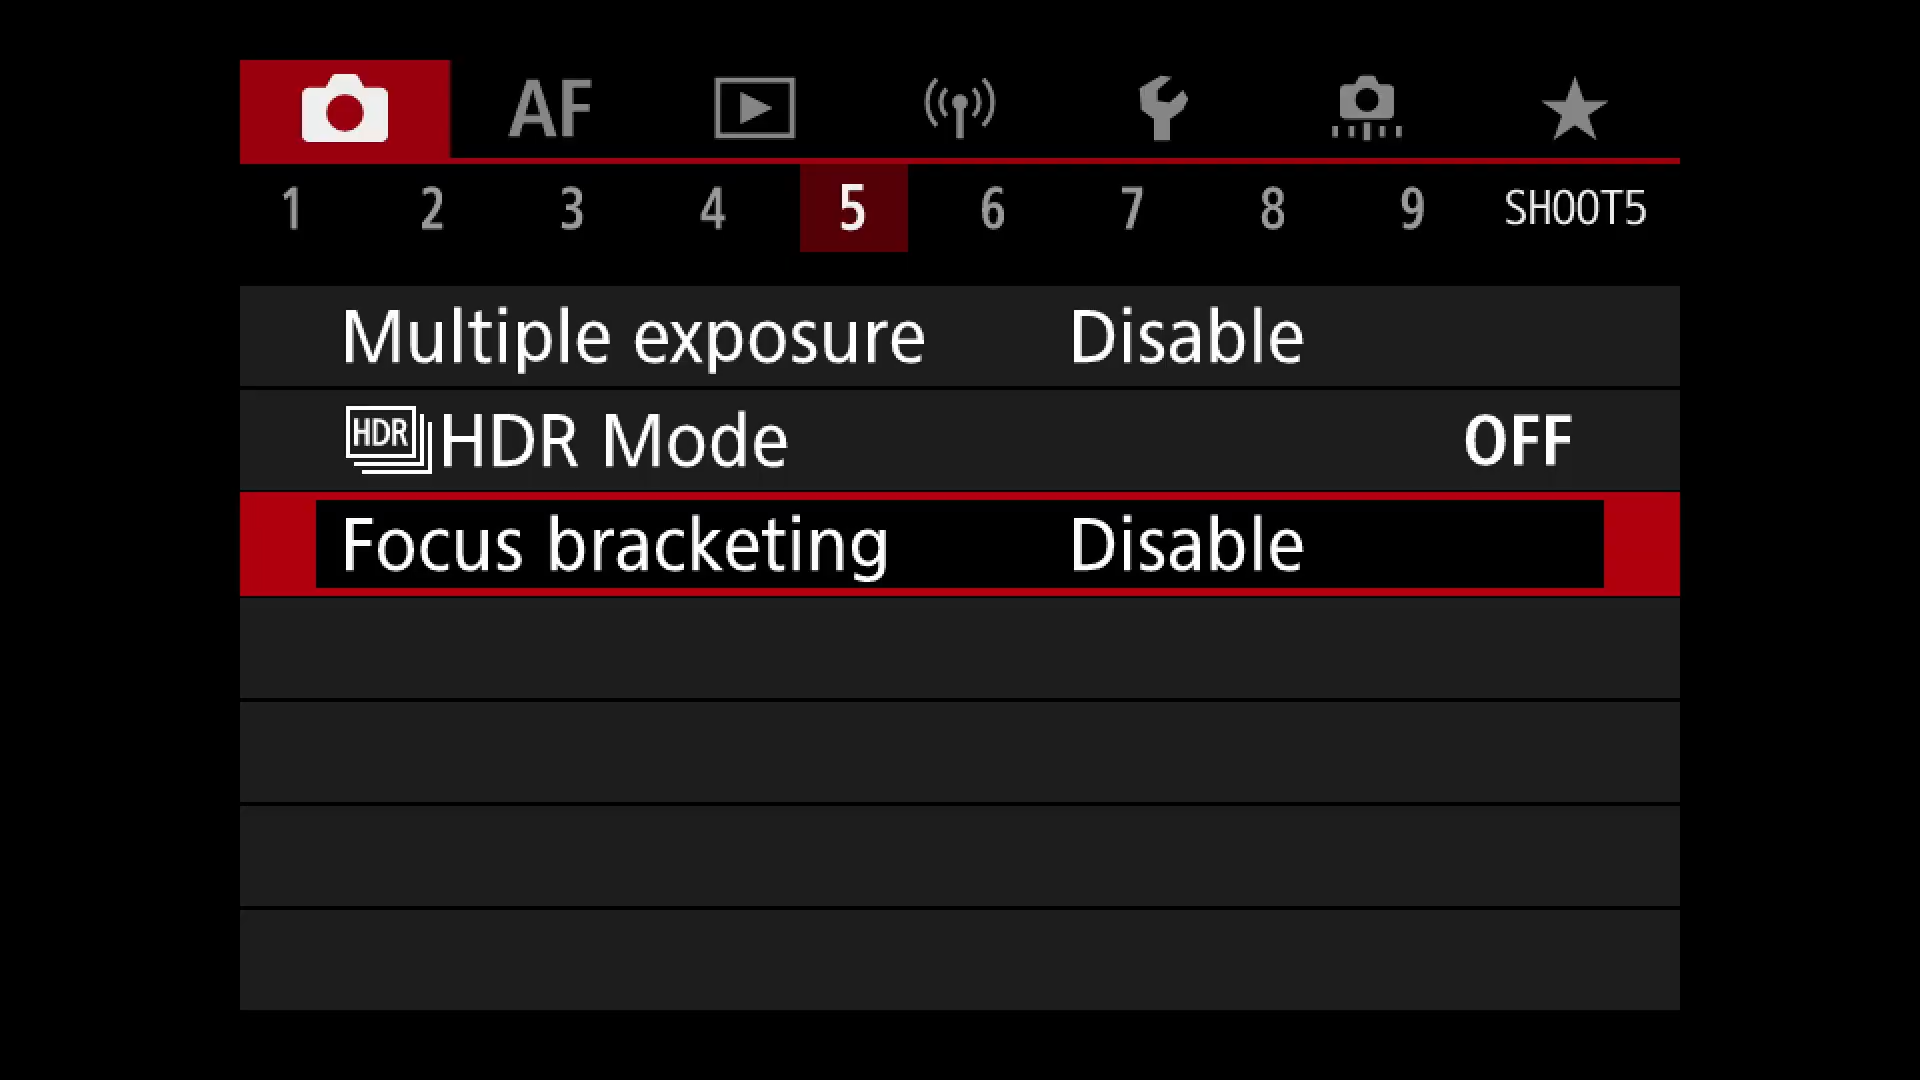 AF
1 2 3 4 5 6 7 8 9 SHOOT5
Multiple exposure Disable
HDR HDR Mode OFF
Focus bracketing Disable